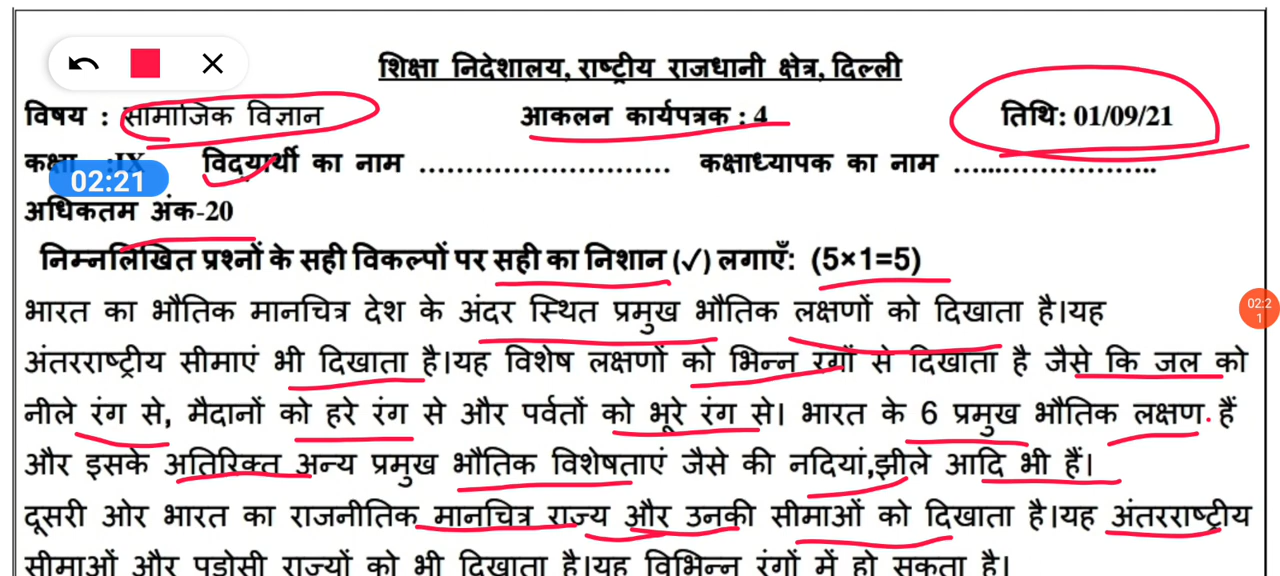 शिक्षा निदेशालय, राष्ट्रीय राजधानी क्षेत्र, दिल्ली
विषय : सामाजिक विज्ञान आकलन कार्यपत्रक : 4 तिथि: 01/09/21
कक्षा :IX विद्यार्थी का नाम ........................... कक्षाध्यापक का नाम ......................
02:21
अधिकतम अंक-20
निम्नलिखित प्रश्नों के सही विकल्पों पर सही का निशान (✓) लगाएँ: (5×1=5)
भारत का भौतिक मानचित्र देश के अंदर स्थित प्रमुख भौतिक लक्षणों को दिखाता है।यह
02:2
1
अंतरराष्ट्रीय सीमाएं भी दिखाता है।यह विशेष लक्षणों को भिन्न रंगों से दिखाता है जैसे कि जल को
नीले रंग से, मैदानों को हरे रंग से और पर्वतों को भूरे रंग से। भारत के 6 प्रमुख भौतिक लक्षण हैं
और इसके अतिरिक्त अन्य प्रमुख भौतिक विशेषताएं जैसे की नदियां,झीले आदि भी हैं।
दूसरी ओर भारत का राजनीतिक मानचित्र राज्य और उनकी सीमाओं को दिखाता है।यह अंतरराष्ट्रीय
सीमाओं और पडोसी राज्यों को भी दिखाता है।यह विभिन्न रंगों में हो सकता है।